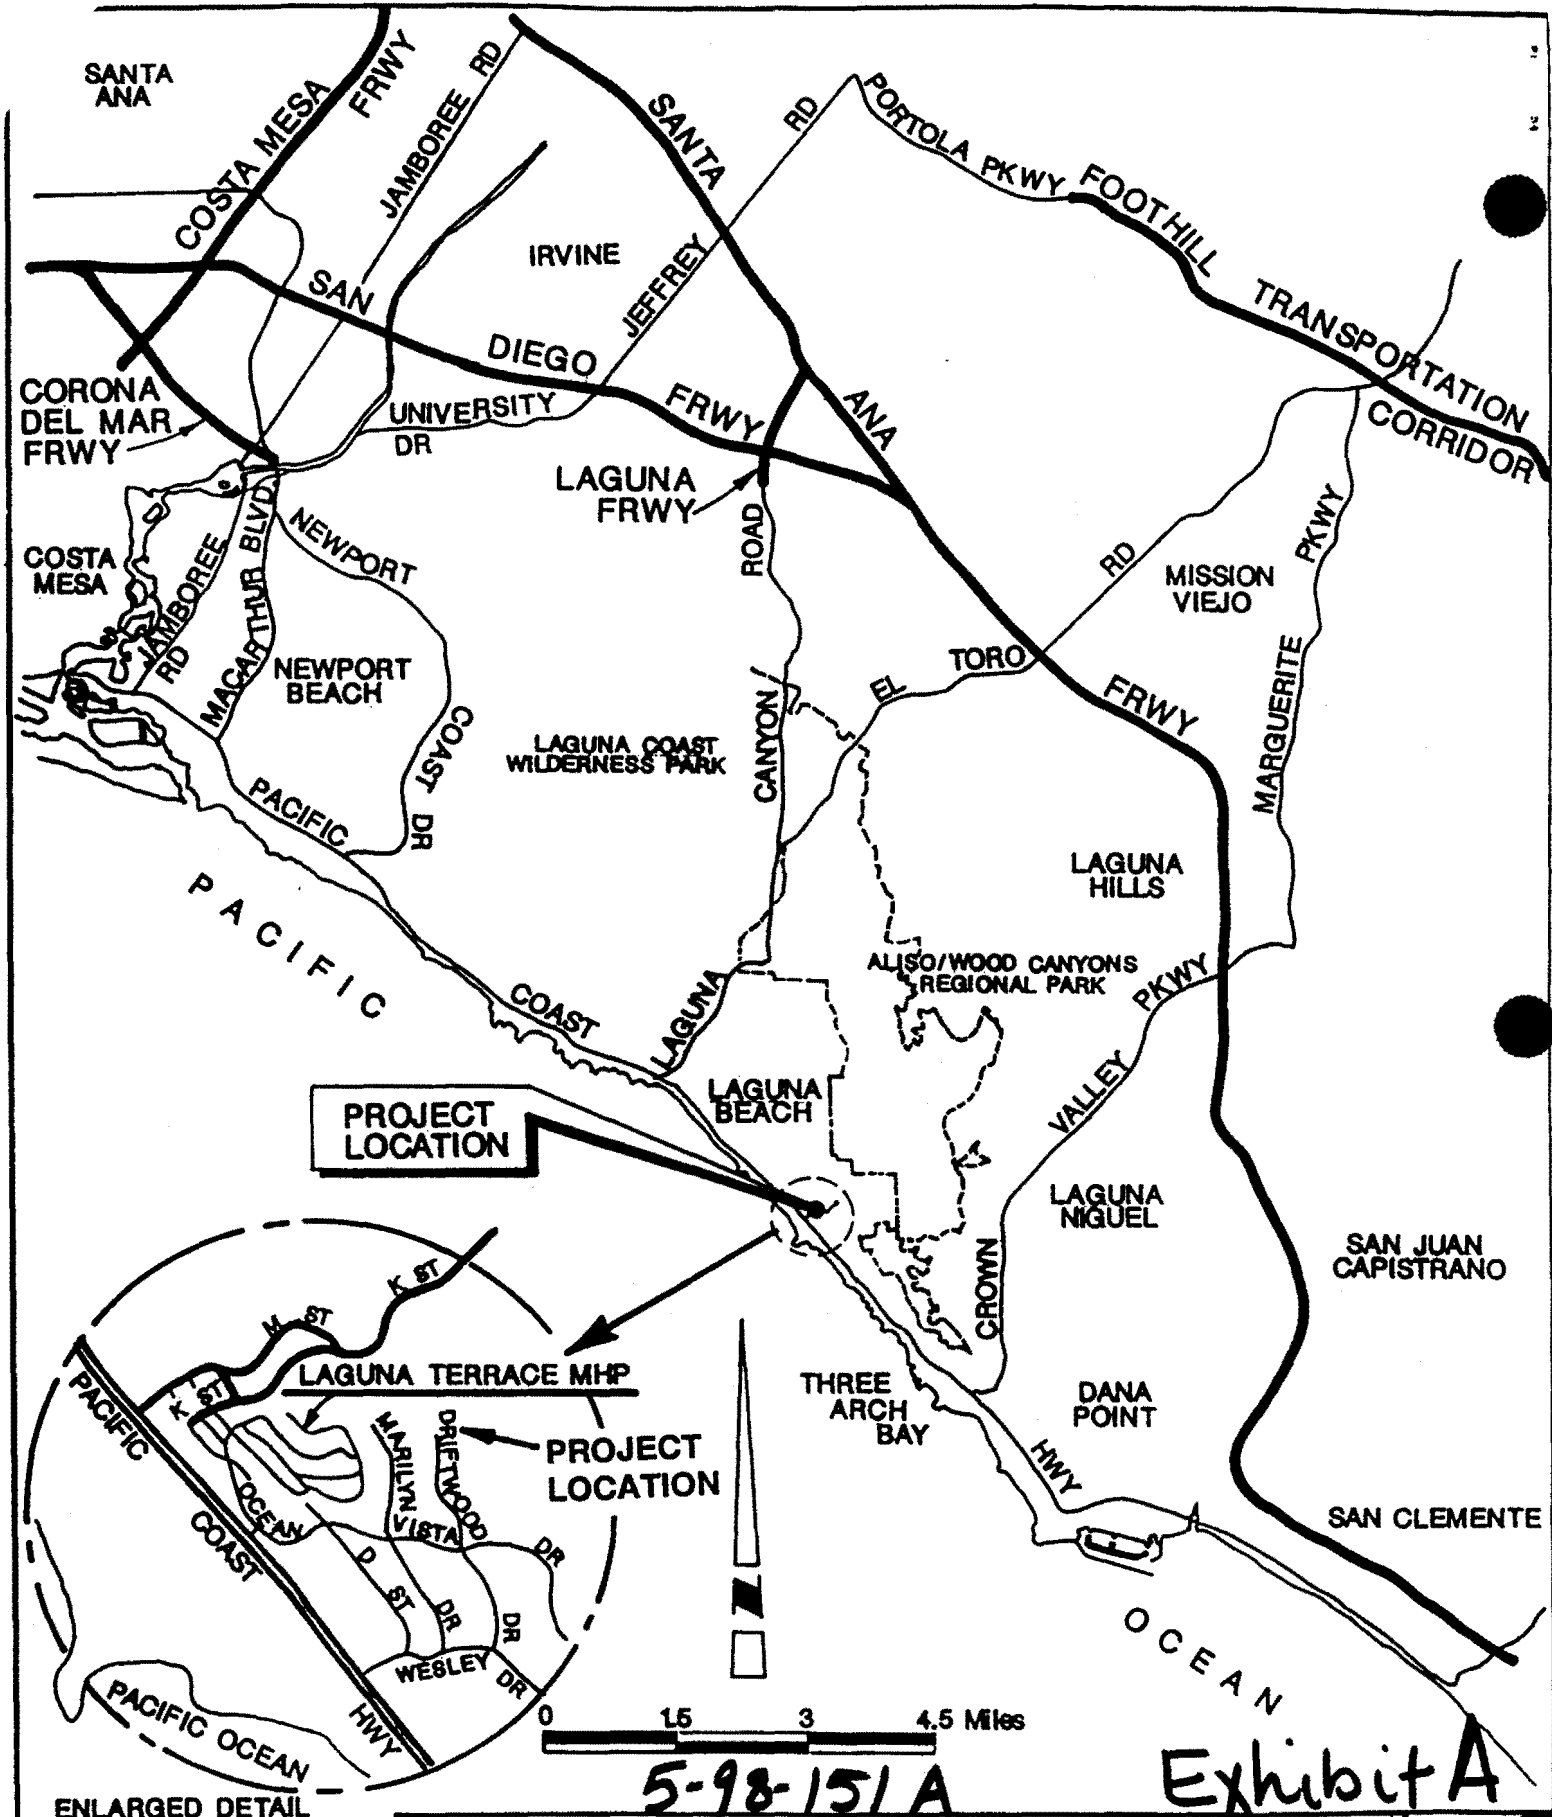 SANTA
ANA
COSTA MESA
FRWY
JAMBOREE RD
SANTA
RD
PORTOLA PKWY
FOOTHILL
TRANSPORTATION
CORRIDOR
IRVINE
JEFFREY
SAN
DIEGO
FRWY
ANA
CORONA
DEL MAR
FRWY
UNIVERSITY
DR
LAGUNA
FRWY
ROAD
RD
PKWY
MISSION
VIEJO
COSTA
MESA
JAMBOREE
RD
MACARTHUR BLVD.
NEWPORT
NEWPORT
BEACH
COAST
DR
TORO
EL
FRWY
MARGUERITE
LAGUNA COAST
WILDERNESS PARK
CANYON
PACIFIC
LAGUNA
HILLS
PACIFIC
ALISO/WOOD CANYONS
REGIONAL PARK
PKWY
COAST
LAGUNA
VALLEY
LAGUNA
BEACH
PROJECT
LOCATION
LAGUNA
NIGUEL
SAN JUAN
CAPISTRANO
CROWN
K ST
M ST
LAGUNA TERRACE MHP
K ST
PACIFIC
THREE
ARCH
BAY
DANA
POINT
MARILYN
DRIFTWOOD
PROJECT
LOCATION
HWY
OCEAN
VISTA
DR
COAST
D
ST
DR
DR
SAN CLEMENTE
WESLEY
DR
OCEAN
PACIFIC OCEAN
HWY
0 1.5 3 4.5 Miles
5-98-151 A
Exhibit A
ENLARGED DETAIL